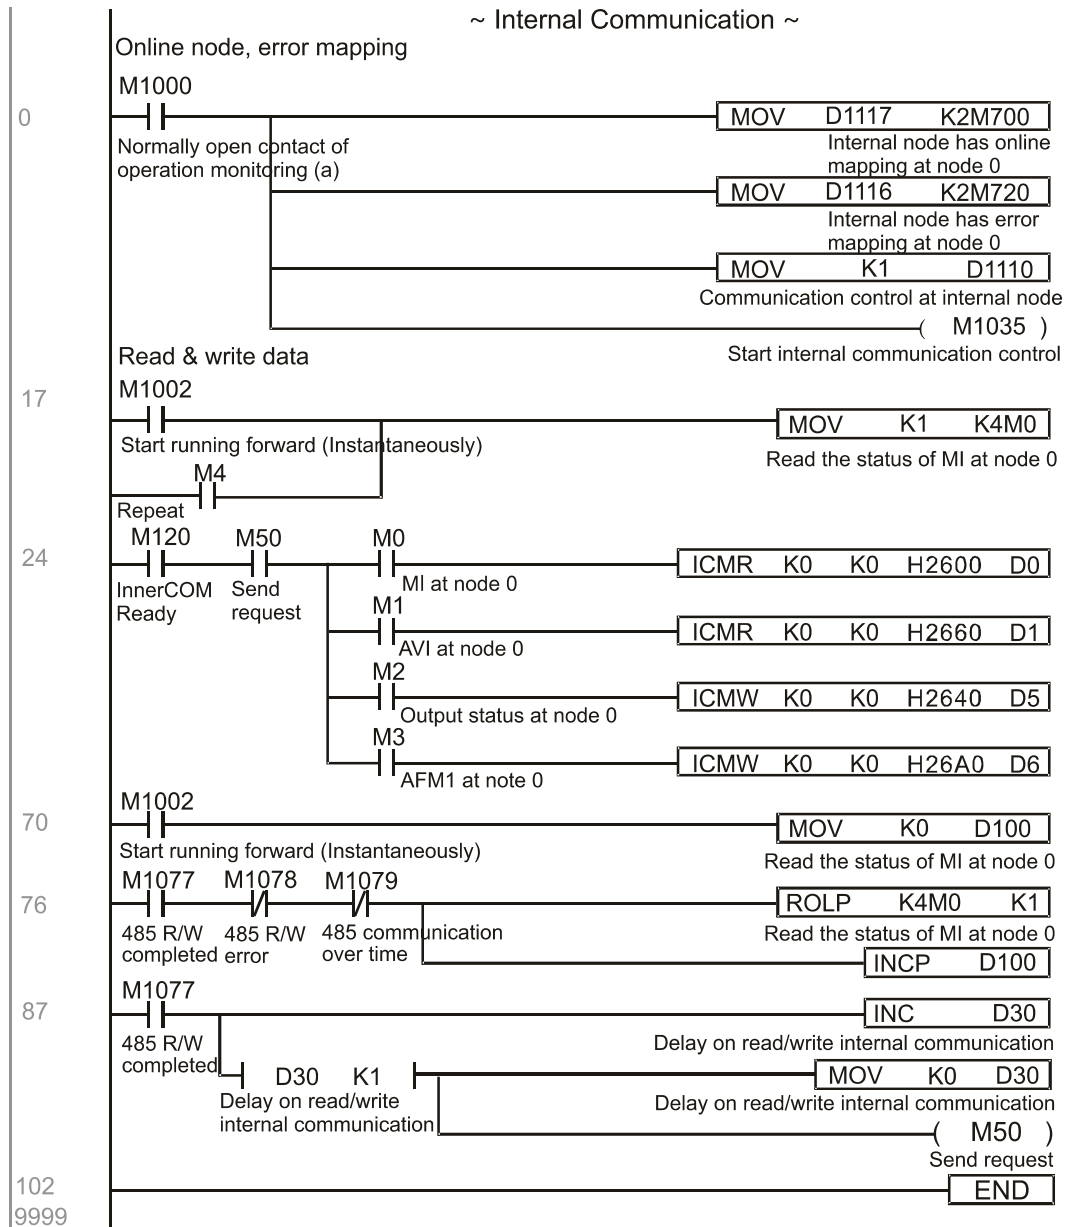 ~ Internal Communication ~
Online node, error mapping
M1000
0
MOV D1117 K2M700
Normally open contact of
operation monitoring (a)
Internal node has online
mapping at node 0
MOV D1116 K2M720
Internal node has error
mapping at node 0
MOV K1 D1110
Communication control at internal node
( M1035 )
Start internal communication control
Read & write data
17
M1002
MOV K1 K4M0
Start running forward (Instantaneously)
Read the status of MI at node 0
M4
Repeat
24
M120 M50 M0
ICMR K0 K0 H2600 D0
InnerCOM
Ready
Send
request
MI at node 0
M1
ICMR K0 K0 H2660 D1
AVI at node 0
M2
ICMW K0 K0 H2640 D5
Output status at node 0
M3
ICMW K0 K0 H26A0 D6
AFM1 at note 0
70
M1002
MOV K0 D100
Start running forward (Instantaneously)
Read the status of MI at node 0
76
M1077 M1078 M1079
ROLP K4M0 K1
485 R/W
completed
485 R/W
error
485 communication
over time
Read the status of MI at node 0
INCP D100
87
M1077
INC D30
485 R/W
completed
Delay on read/write internal communication
D30 K1
MOV K0 D30
Delay on read/write
internal communication
Delay on read/write internal communication
( M50 )
Send request
102
END
9999